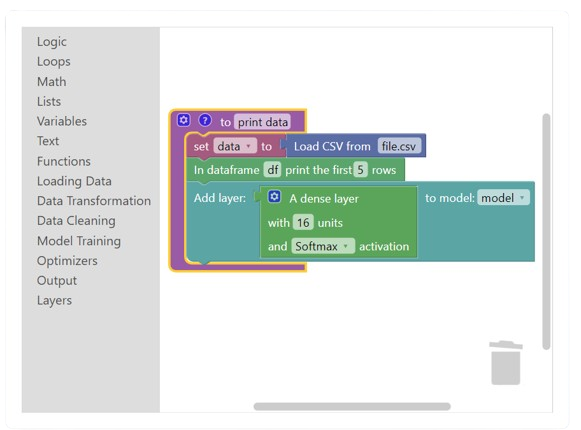 Logic
Loops
Math
Lists
Variables
Text
Functions
Loading Data
Data Transformation
Data Cleaning
Model Training
Optimizers
Output
Layers
? to print data
set data to Load CSV from file.csv
In dataframe df print the first 5 rows
Add layer: A dense layer to model: model
with 16 units
and Softmax activation